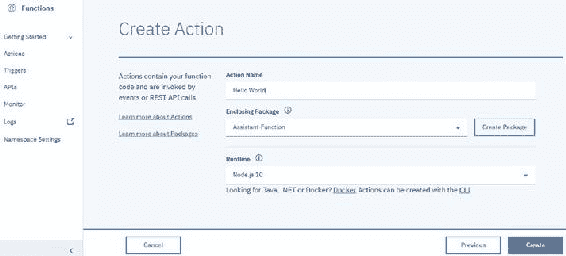 Functions
Getting Started
Actions
Triggers
APIs
Monitor
Logs
Namespace Settings
Create Action
Actions contain your function
code and are invoked by
events or REST API calls
Learn more about Actions
Learn more about Packages
Action Name
Hello World
Enclosing Package
Assistant-Function
Create Package
Runtime
Node.js 10
Looking for Java, .NET or Docker? Docker Actions can be created with the CLI
Cancel
Previous
Create